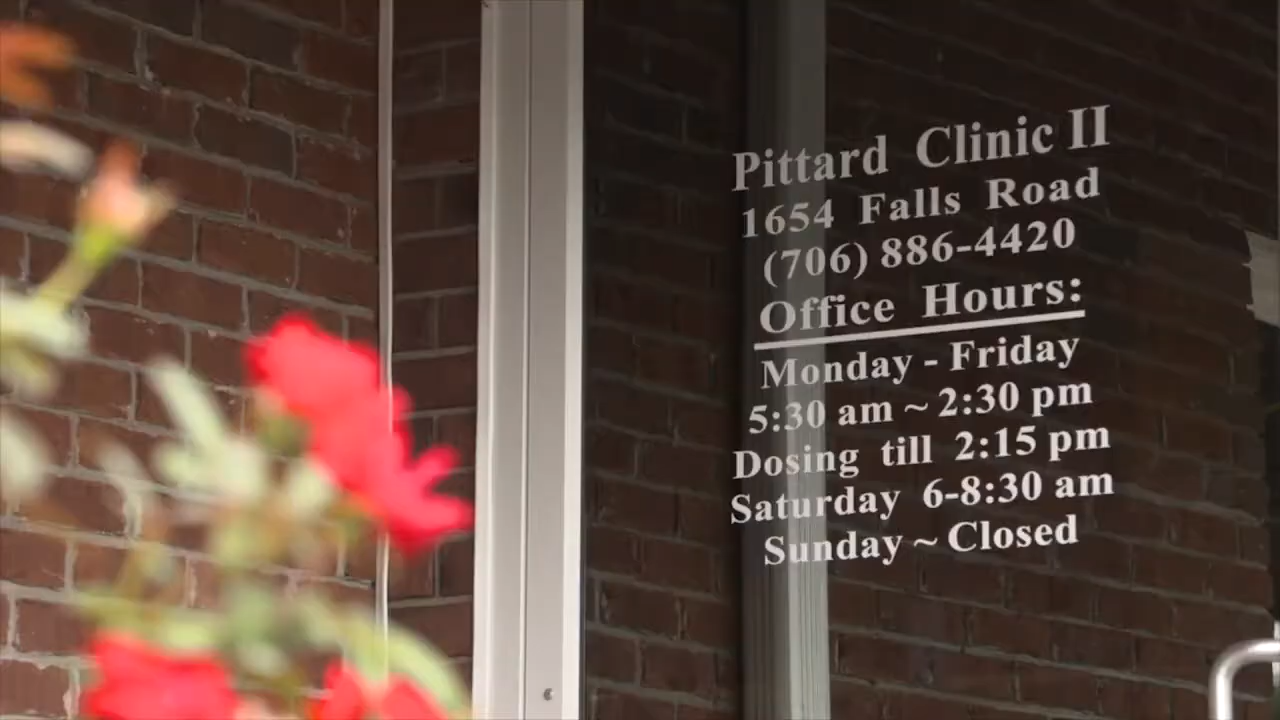 Pittard Clinic II
1654 Falls Road
(706) 886-4420
Office Hours:
Monday - Friday
5:30 am ~ 2:30 pm
Dosing till 2:15 pm
Saturday 6-8:30 am
Sunday ~ Closed